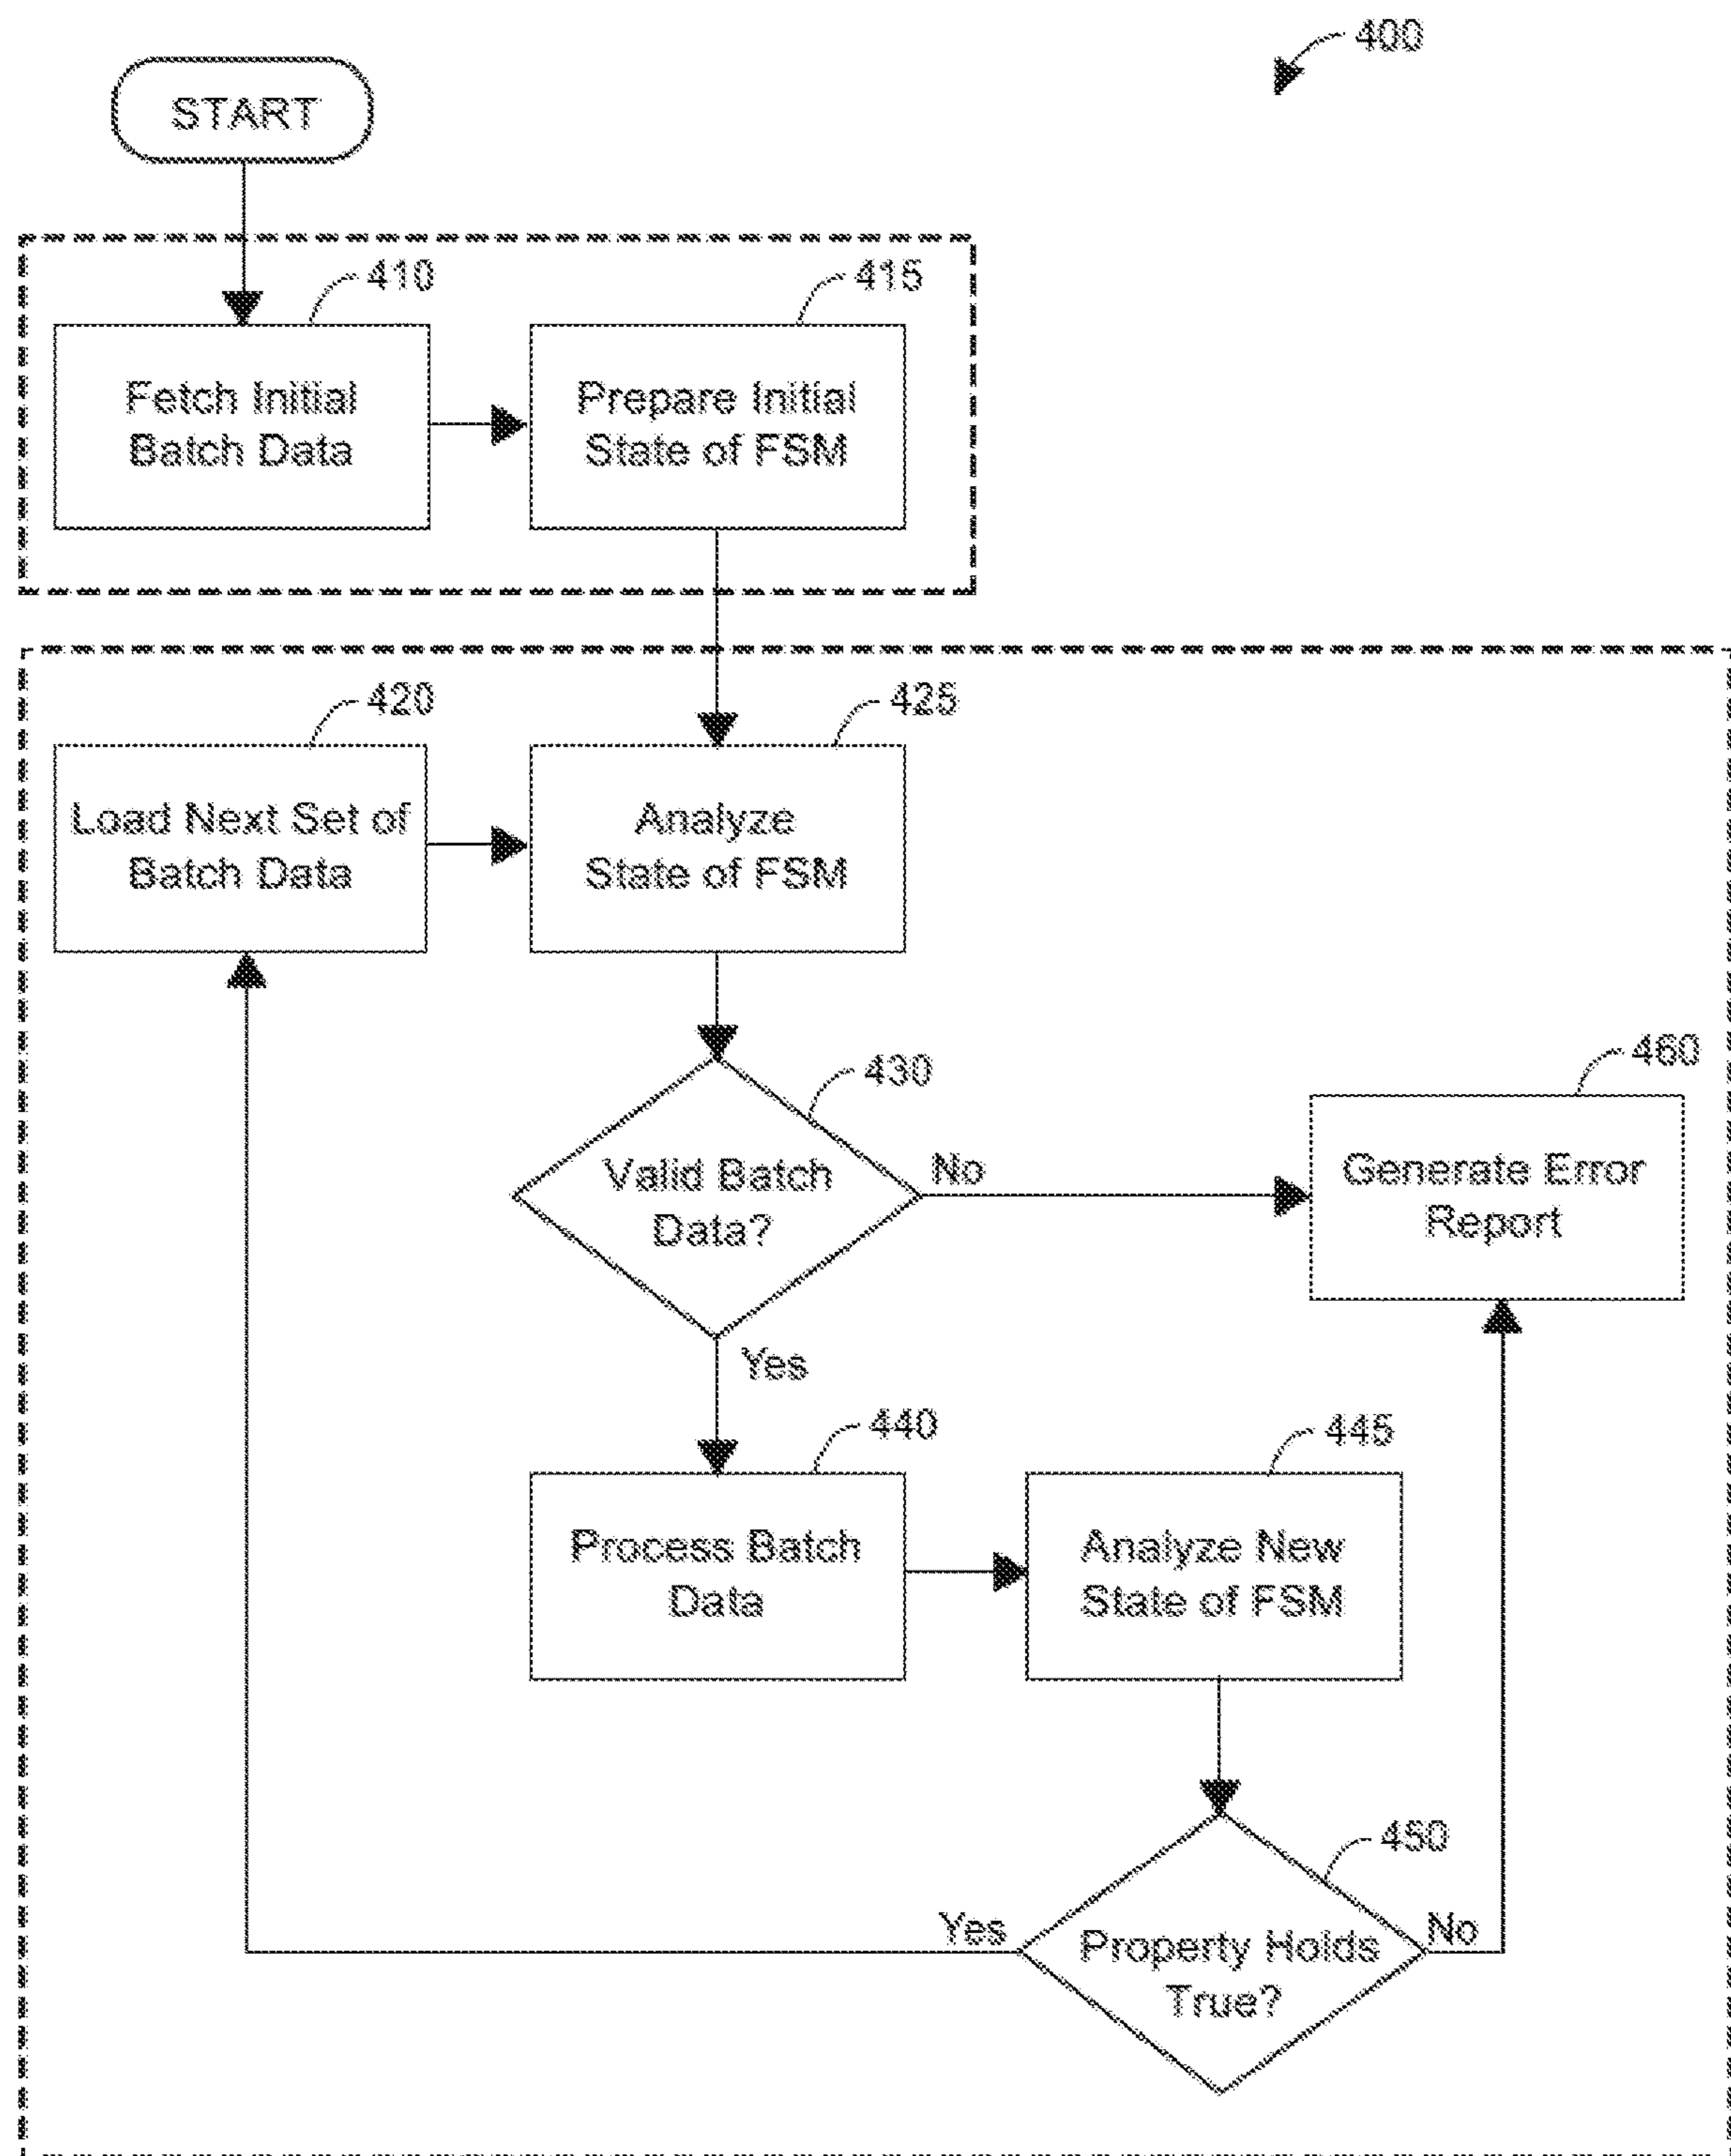 400
START
410
415
Fetch Initial
Batch Data
Prepare Initial
State of FSM
420
425
Load Next Set of
Batch Data
Analyze
State of FSM
430
460
Valid Batch
Data?
No
Generate Error
Report
Yes
440
445
Process Batch
Data
Analyze New
State of FSM
450
Yes
Property Holds
True?
No